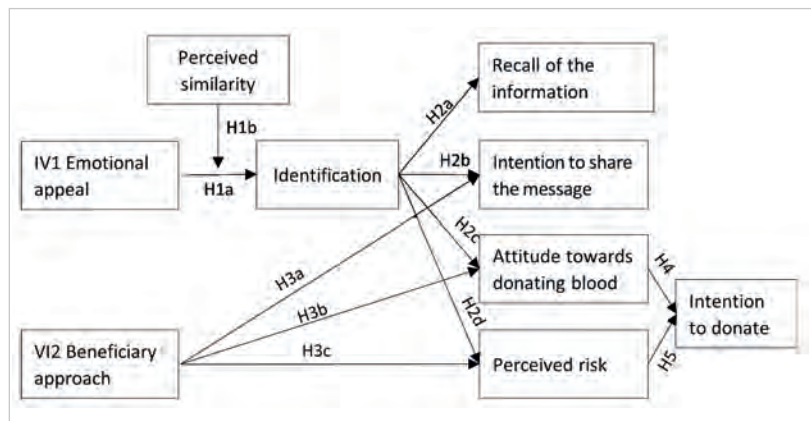 Perceived
similarity
H1b
IV1 Emotional
appeal
H1a
Identification
H2a
Recall of the
information
H2b
Intention to share
the message
H2c
Attitude towards
donating blood
H2d
Perceived risk
H3a
H3b
H3c
VI2 Beneficiary
approach
H4
H5
Intention
to donate